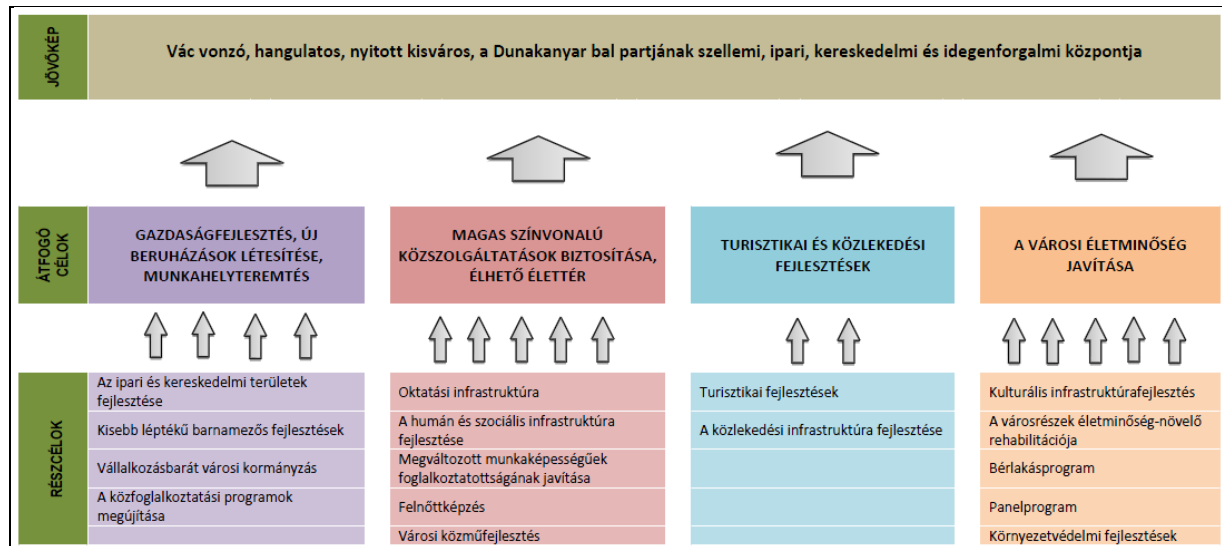 JÖVŐKÉP
Vác vonzó, hangulatos, nyitott kisváros, a Dunakanyar bal partjának szellemi, ipari, kereskedelmi és idegenforgalmi központja
ÁTFOGÓ
CÉLOK
GAZDASÁGFEJLESZTÉS, ÚJ
BERUHÁZÁSOK LÉTESÍTÉSE,
MUNKAHELYTEREMTÉS
MAGAS SZÍNVONALÚ
KÖZSZOLGÁLTATÁSOK BIZTOSÍTÁSA,
ÉLHETŐ ÉLETTÉR
TURISZTIKAI ÉS KÖZLEKEDÉSI
FEJLESZTÉSEK
A VÁROSI ÉLETMINŐSÉG
JAVÍTÁSA
RÉSZCÉLOK
Az ipari és kereskedelmi területek
fejlesztése
Kisebb léptékű barnamezős fejlesztések
Vállalkozásbarát városi kormányzás
A közfoglalkoztatási programok
megújítása
Oktatási infrastruktúra
A humán és szociális infrastruktúra
fejlesztése
Megváltozott munkaképességűek
foglalkoztatottságának javítása
Felnőttképzés
Városi közműfejlesztés
Turisztikai fejlesztések
A közlekedési infrastruktúra fejlesztése
Kulturális infrastruktúrafejlesztés
A városrészek életminőség-növelő
rehabilitációja
Bérlakásprogram
Panelprogram
Környezetvédelmi fejlesztések